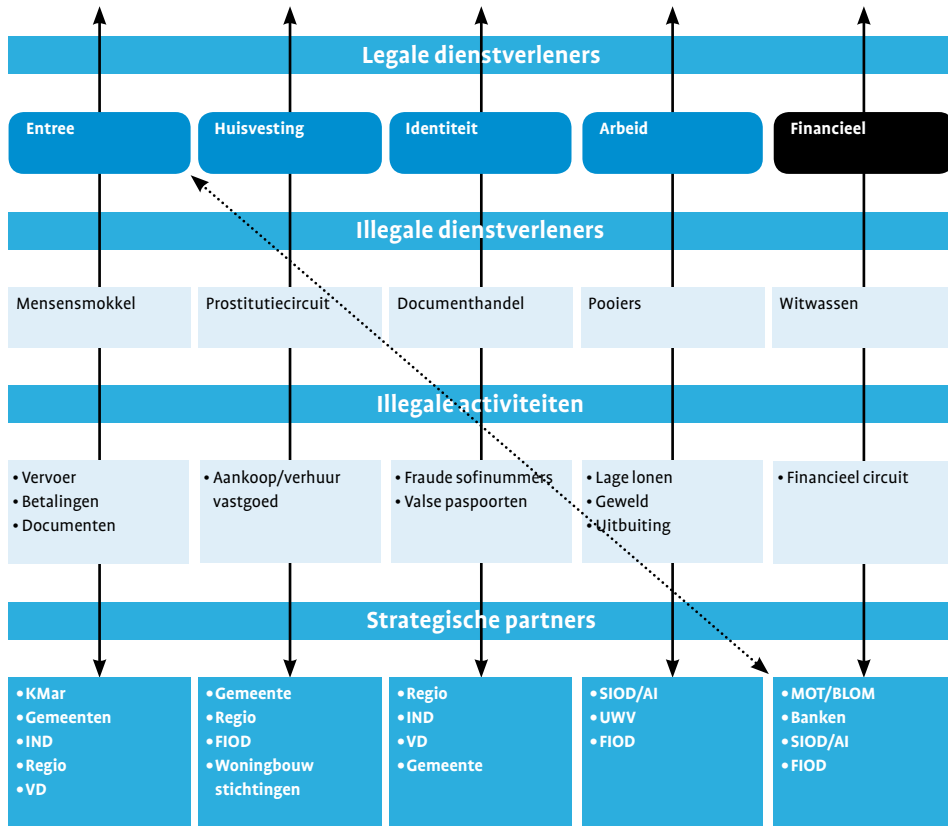 Legale dienstverleners
Entree
Huisvesting
Identiteit
Arbeid
Financieel
Illegale dienstverleners
Mensensmokkel
Prostitutiecircuit
Documenthandel
Pooiers
Witwassen
Illegale activiteiten
• Vervoer
• Betalingen
• Documenten
• Aankoop/verhuur
vastgoed
• Fraude sofinummers
• Valse paspoorten
• Lage lonen
• Geweld
• Uitbuiting
• Financieel circuit
Strategische partners
• KMar
• Gemeenten
• IND
• Regio
• VD
• Gemeente
• Regio
• FIOD
• Woningbouw
stichtingen
• Regio
• IND
• VD
• Gemeente
• SIOD/AI
• UWV
• FIOD
• MOT/BLOM
• Banken
• SIOD/AI
• FIOD